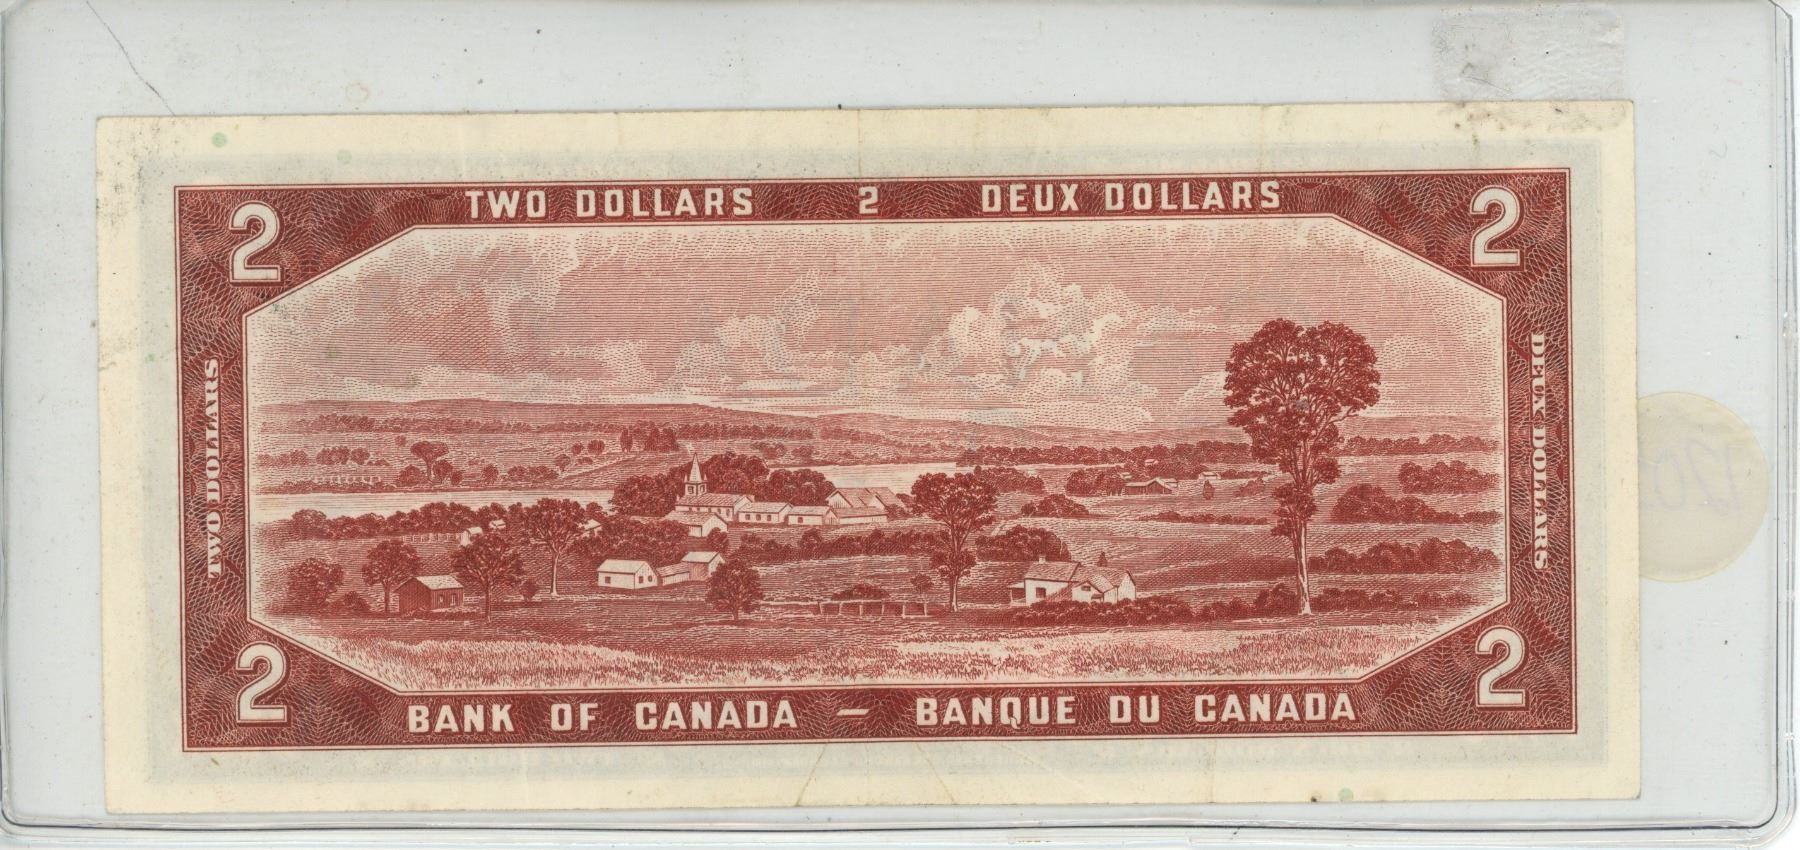 TWO DOLLARS 2 DEUX DOLLARS
2 2
TWO DOLLARS
DEUX DOLLARS
2 2
BANK OF CANADA – BANQUE DU CANADA